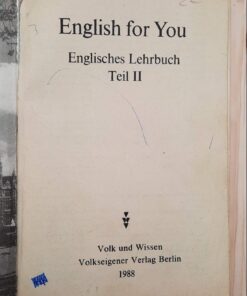 English for You
Englisches Lehrbuch
Teil II
Volk und Wissen
Volkseigener Verlag Berlin
1988